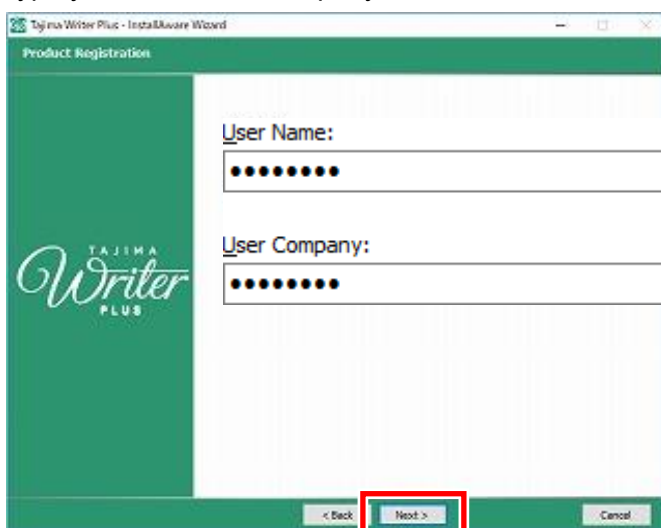 Tajima Writer Plus - InstallAware Wizard
Product Registration
User Name:
••••••••
TAJIMA
Writer
PLUS
User Company:
••••••••
< Back
Next >
Cancel